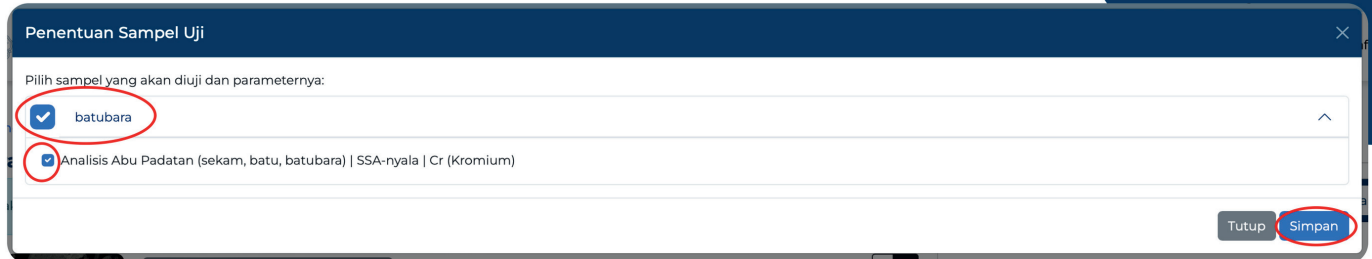 Penentuan Sampel Uji
Pilih sampel yang akan diuji dan parameternya:
batubara
Analisis Abu Padatan (sekam, batu, batubara) | SSA-nyala | Cr (Kromium)
Tutup
Simpan